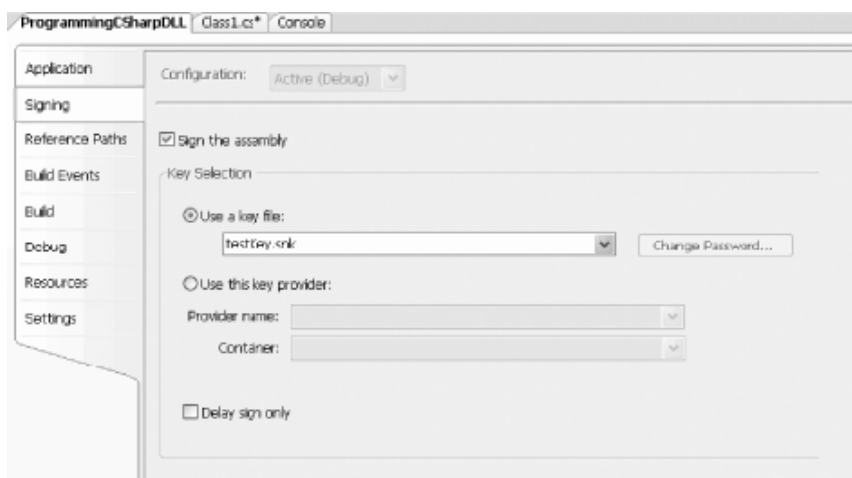 ProgrammingCSharpDLL Class1.cs* Console
Application
Configuration: Active (Debug)
Signing
Reference Paths
Sign the assembly
Build Events
Key Selection
Build
Use a key file:
Debug
testKey.snk Change Password...
Resources
Use this key provider:
Settings
Provider name:
Container:
Delay sign only